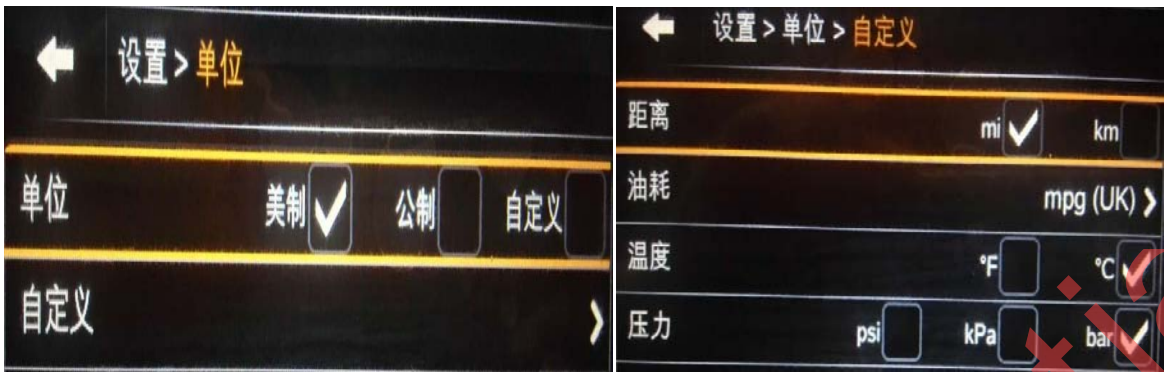 设置 > 单位
单位 美制 公制 自定义
自定义
设置 > 单位 > 自定义
距离 mi km
油耗 mpg (UK)
温度 °F °C
压力 psi kPa bar